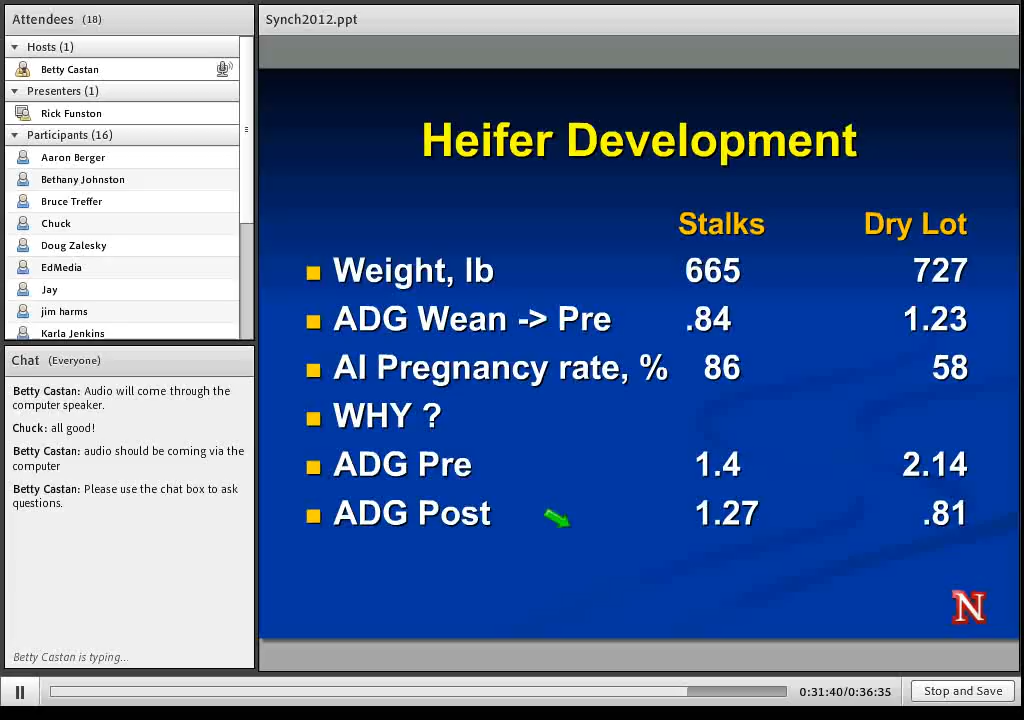 Attendees (18)
Hosts (1)
Betty Castan
Presenters (1)
Rick Funston
Participants (16)
Aaron Berger
Bethany Johnston
Bruce Treffer
Chuck
Doug Zalesky
EdMedia
Jay
jim harms
Karla Jenkins
Chat (Everyone)
Betty Castan: Audio will come through the
computer speaker.
Chuck: all good!
Betty Castan: audio should be coming via the
computer
Betty Castan: Please use the chat box to ask
questions.
Betty Castan is typing...
Synch2012.ppt
Heifer Development
Stalks Dry Lot
Weight, lb 665 727
ADG Wean -> Pre .84 1.23
AI Pregnancy rate, % 86 58
WHY ?
ADG Pre 1.4 2.14
ADG Post 1.27 .81
N
0:31:40/0:36:35
Stop and Save